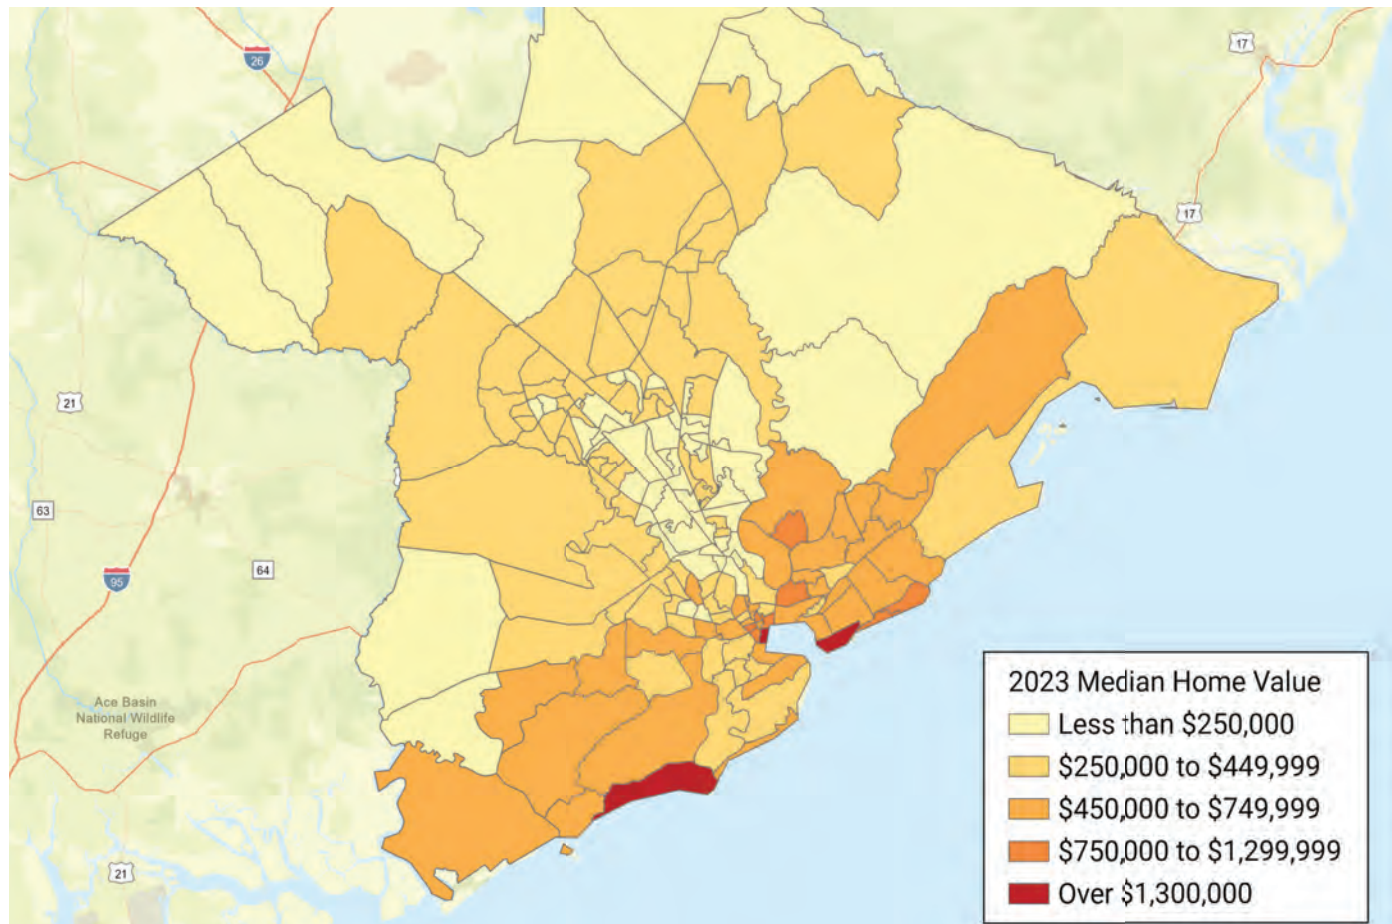 26
17
17
21
63
64
95
Ace Basin
National Wildlife
Refuge
21
2023 Median Home Value
Less than $250,000
$250,000 to $449,999
$450,000 to $749,999
$750,000 to $1,299,999
Over $1,300,000